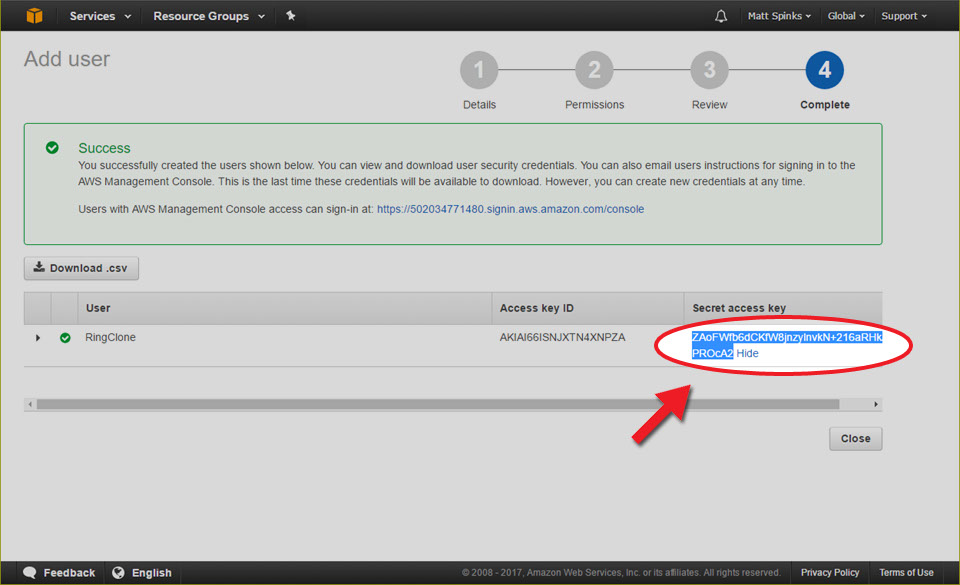 Services
Resource Groups
Matt Spinks
Global
Support
Add user
1
2
3
4
Details
Permissions
Review
Complete
Success
You successfully created the users shown below. You can view and download user security credentials. You can also email users instructions for signing in to the
AWS Management Console. This is the last time these credentials will be available to download. However, you can create new credentials at any time.
Users with AWS Management Console access can sign-in at: https://502034771480.signin.aws.amazon.com/console
Download .csv
User
Access key ID
Secret access key
RingClone
AKIAI66ISNJXTN4XNPZA
PROcA2 Hide
Close
Feedback
English
© 2008 - 2017, Amazon Web Services, Inc. or its affiliates. All rights reserved.
Privacy Policy
Terms of Use